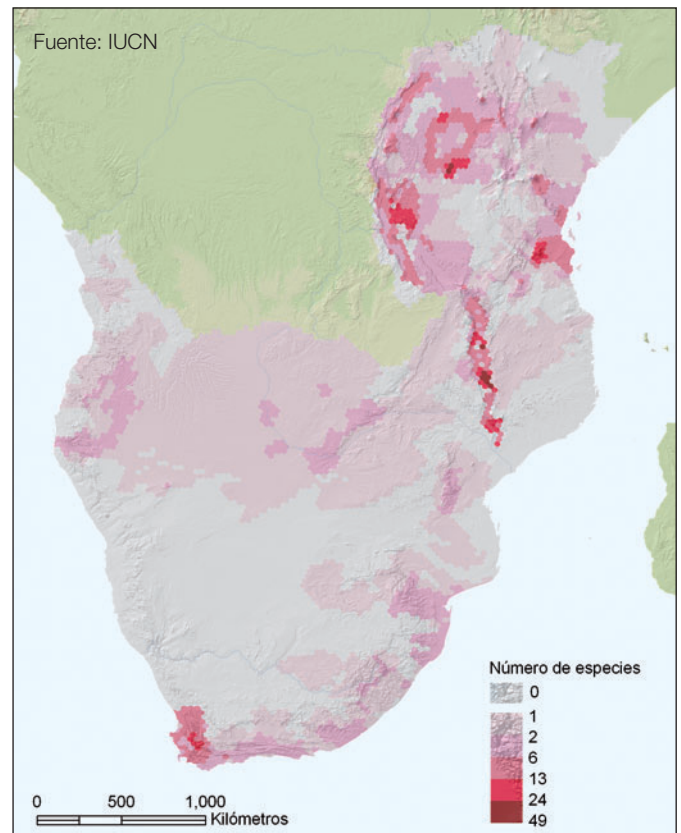 Fuente: IUCN
Número de especies
0
1
2
6
13
24
49
0 500 1,000
Kilómetros